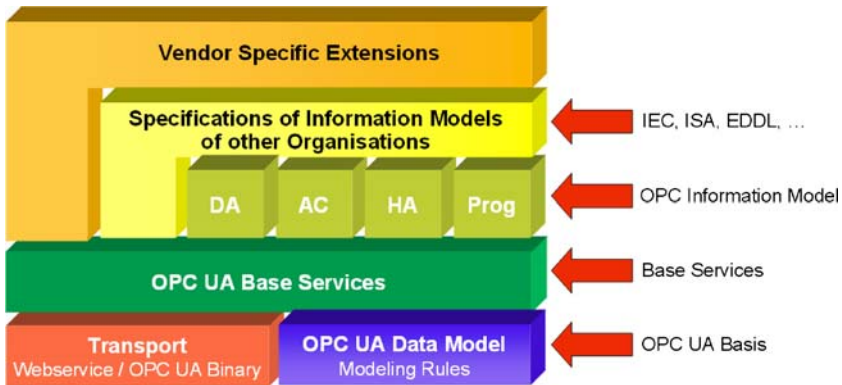 Vendor Specific Extensions
Specifications of Information Models
of other Organisations
IEC, ISA, EDDL, ...
DA AC HA Prog
OPC Information Model
OPC UA Base Services
Base Services
Transport
Webservice / OPC UA Binary
OPC UA Data Model
Modeling Rules
OPC UA Basis